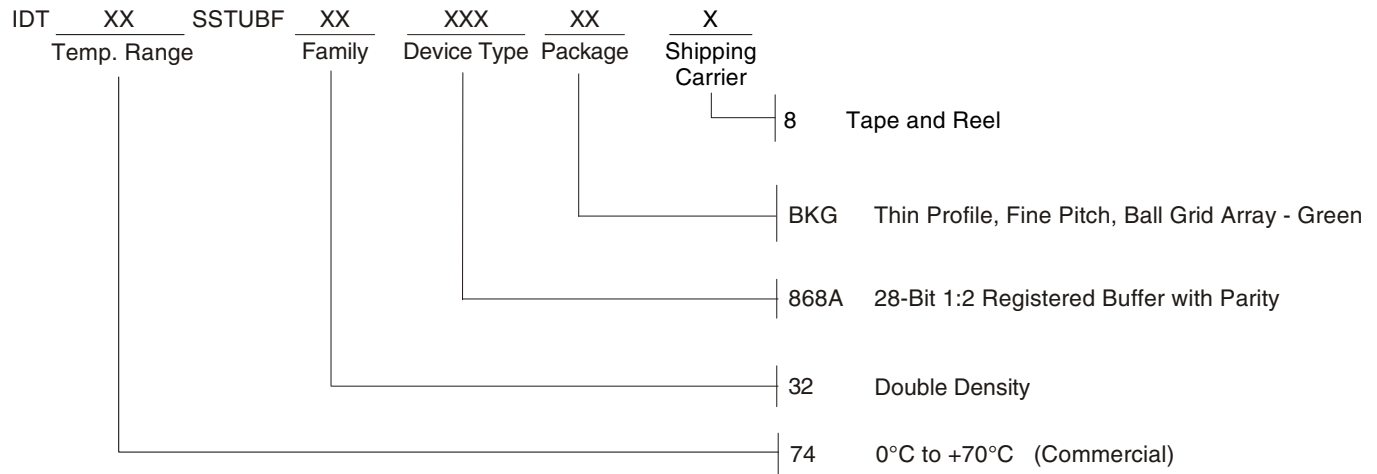 IDT XX SSTUBF XX XXX XX X
Temp. Range Family Device Type Package Shipping
Carrier
8 Tape and Reel
BKG Thin Profile, Fine Pitch, Ball Grid Array - Green
868A 28-Bit 1:2 Registered Buffer with Parity
32 Double Density
74 0°C to +70°C (Commercial)